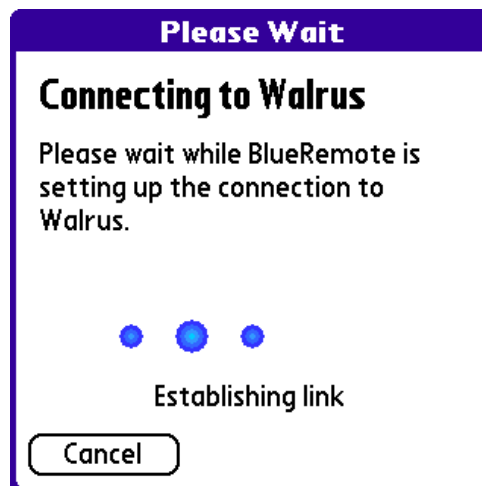 Please Wait
Connecting to Walrus
Please wait while BlueRemote is
setting up the connection to
Walrus.
Establishing link
Cancel